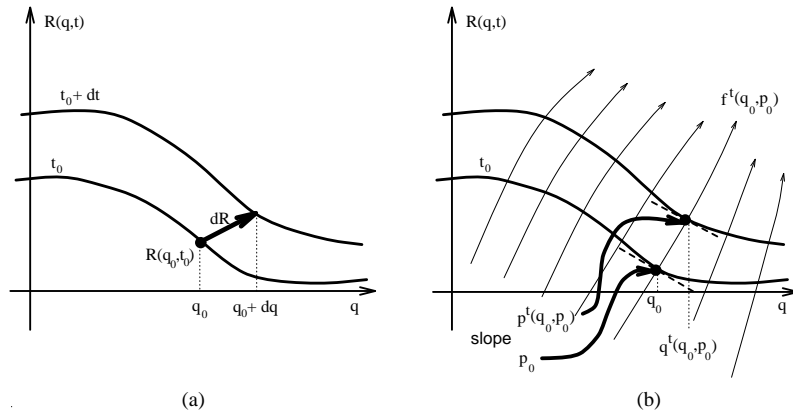 R(q,t)
t₀ + dt
t₀
dR
R(q₀,t₀)
q₀
q₀ + dq
q
(a)
R(q,t)
t₀
f^t(q₀,p₀)
q₀
q
p^t(q₀,p₀)
slope
q^t(q₀,p₀)
p₀
(b)